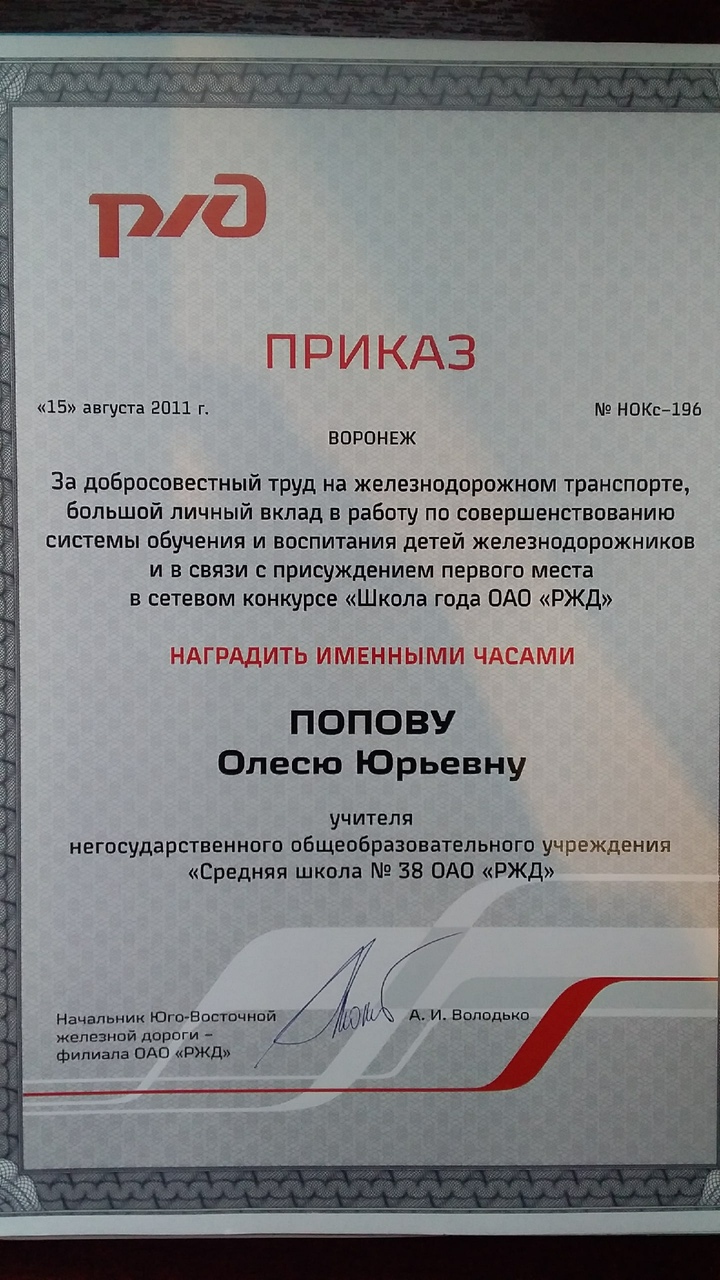 ржд
ПРИКАЗ
«15» августа 2011 г. № НОКс-196
ВОРОНЕЖ
За добросовестный труд на железнодорожном транспорте,
большой личный вклад в работу по совершенствованию
системы обучения и воспитания детей железнодорожников
и в связи с присуждением первого места
в сетевом конкурсе «Школа года ОАО «РЖД»
НАГРАДИТЬ ИМЕННЫМИ ЧАСАМИ
ПОПОВУ
Олесю Юрьевну
учителя
негосударственного общеобразовательного учреждения
«Средняя школа № 38 ОАО «РЖД»
Начальник Юго-Восточной
железной дороги –
филиала ОАО «РЖД»
А. И. Володько